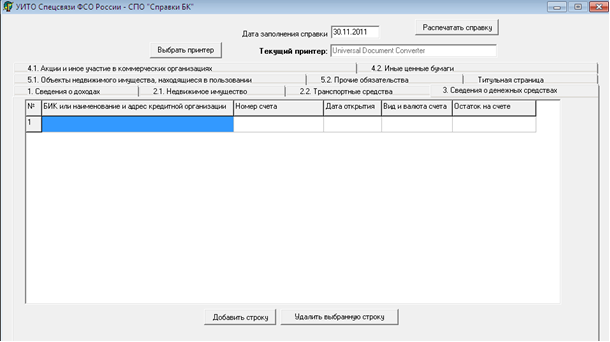 УИТО Спецсвязи ФСО России - СПО "Справки БК"
Дата заполнения справки 30.11.2011 Распечатать справку
Выбрать принтер Текущий принтер: Universal Document Converter
4.1. Акции и иное участие в коммерческих организациях 4.2. Иные ценные бумаги
5.1. Объекты недвижимого имущества, находящиеся в пользовании 5.2. Прочие обязательства Титульная страница
1. Сведения о доходах 2.1. Недвижимое имущество 2.2. Транспортные средства 3. Сведения о денежных средствах
№ БИК или наименование и адрес кредитной организации Номер счета Дата открытия Вид и валюта счета Остаток на счете
1
Добавить строку Удалить выбранную строку